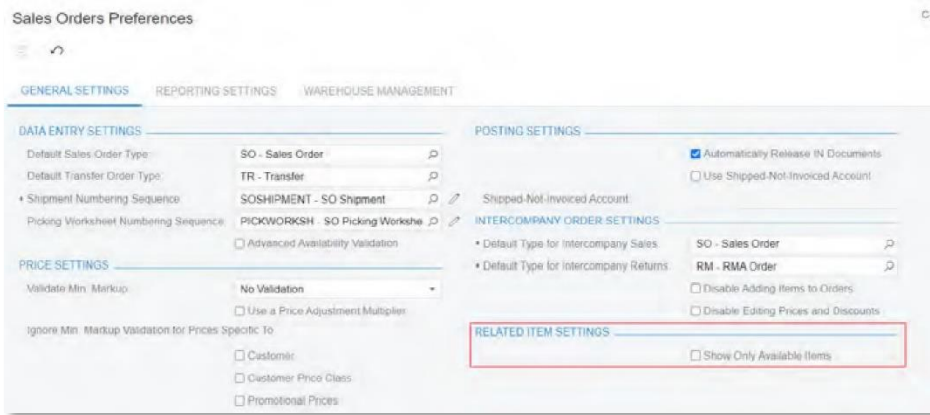 Sales Orders Preferences
C
GENERAL SETTINGS REPORTING SETTINGS WAREHOUSE MANAGEMENT
DATA ENTRY SETTINGS
Default Sales Order Type: SO - Sales Order
Default Transfer Order Type: TR - Transfer
• Shipment Numbering Sequence SOSHIPMENT - SO Shipment
Picking Worksheet Numbering Sequence: PICKWORKSH - SO Picking Workshe
Advanced Availability Validation
PRICE SETTINGS
Validate Min. Markup: No Validation
Use a Price Adjustment Multiplier
Ignore Min. Markup Validation for Prices Specific To
Customer
Customer Price Class
Promotional Prices
POSTING SETTINGS
Automatically Release IN Documents
Use Shipped-Not-Invoiced Account
Shipped-Not-Invoiced Account:
INTERCOMPANY ORDER SETTINGS
• Default Type for Intercompany Sales: SO - Sales Order
• Default Type for Intercompany Returns: RM - RMA Order
Disable Adding Items to Orders
Disable Editing Prices and Discounts
RELATED ITEM SETTINGS
Show Only Available Items